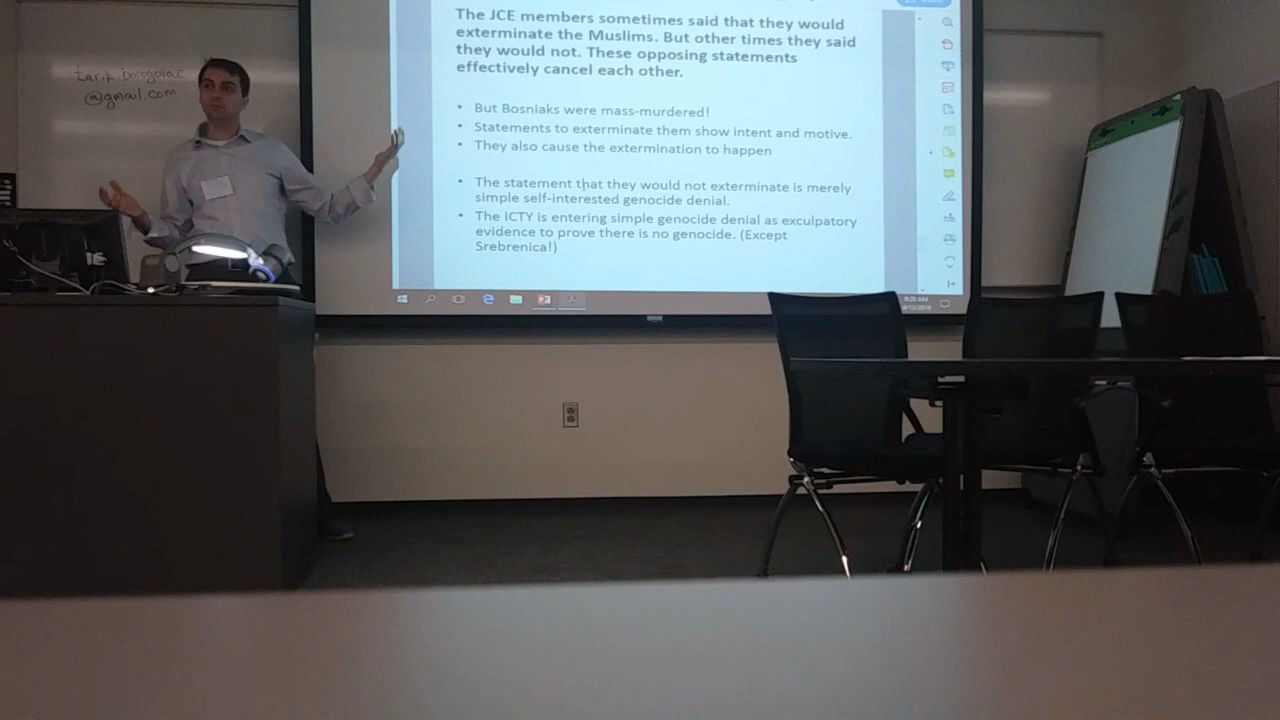 tarik.borogovac
@gmail.com
The JCE members sometimes said that they would
exterminate the Muslims. But other times they said
they would not. These opposing statements
effectively cancel each other.
• But Bosniaks were mass-murdered!
• Statements to exterminate them show intent and motive.
• They also cause the extermination to happen
• The statement that they would not exterminate is merely
simple self-interested genocide denial.
• The ICTY is entering simple genocide denial as exculpatory
evidence to prove there is no genocide. (Except
Srebrenica!)
9:20 AM